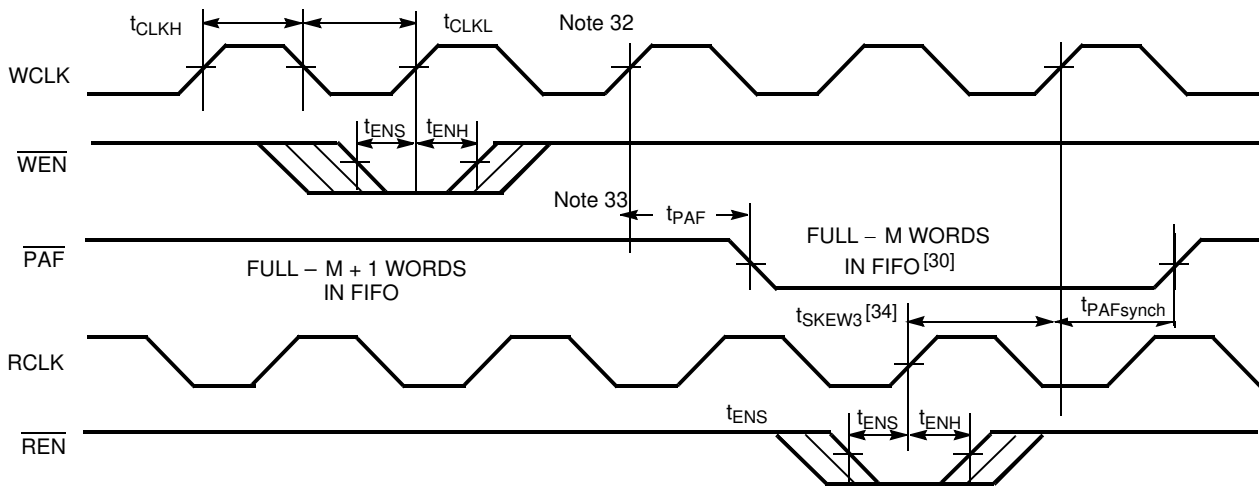 tCLKH
tCLKL
Note 32
WCLK
tENS
tENH
WEN
Note 33
tPAF
PAF
FULL – M + 1 WORDS
IN FIFO
FULL – M WORDS
IN FIFO[30]
tSKEW3[34]
tPAFsynch
RCLK
tENS
tENS
tENH
REN